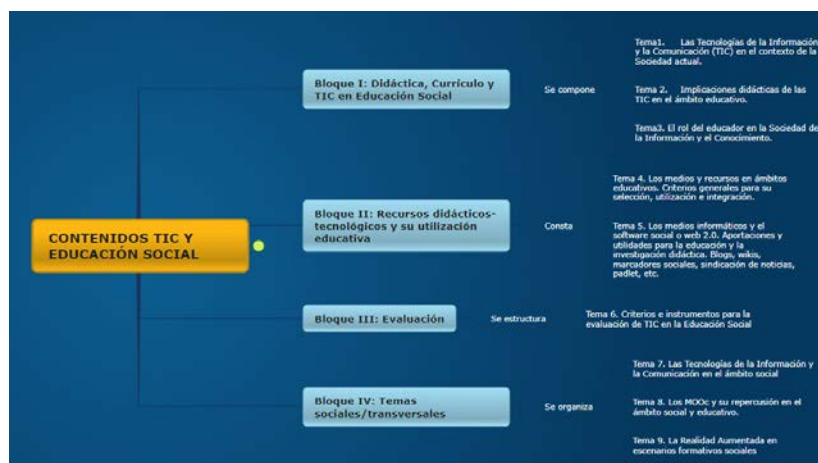 CONTENIDOS TIC Y
EDUCACIÓN SOCIAL
Bloque I: Didáctica, Currículo y
TIC en Educación Social
Se compone
Tema1. Las Tecnologías de la Información
y la Comunicación (TIC) en el contexto de la
Sociedad actual.
Tema 2. Implicaciones didácticas de las
TIC en el ámbito educativo.
Tema3. El rol del educador en la Sociedad de
la Información y el Conocimiento.
Bloque II: Recursos didácticos-
tecnológicos y su utilización
educativa
Consta
Tema 4. Los medios y recursos en ámbitos
educativos. Criterios generales para su
selección, utilización e integración.
Tema 5. Los medios informáticos y el
software social o web 2.0. Aportaciones y
utilidades para la educación y la
investigación didáctica. Blogs, wikis,
marcadores sociales, sindicación de noticias,
padlet, etc.
Bloque III: Evaluación
Se estructura
Tema 6. Criterios e instrumentos para la
evaluación de TIC en la Educación Social
Bloque IV: Temas
sociales/transversales
Se organiza
Tema 7. Las Tecnologías de la Información y
la Comunicación en el ámbito social
Tema 8. Los MOOc y su repercusión en el
ámbito social y educativo.
Tema 9. La Realidad Aumentada en
escenarios formativos sociales